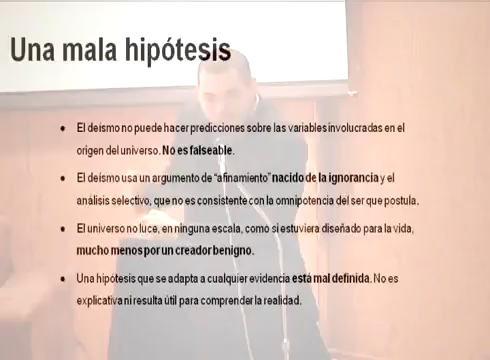 Una mala hipótesis
• El deísmo no puede hacer predicciones sobre las variables involucradas en el
origen del universo. No es falseable.
• El deísmo usa un argumento de “afinamiento” nacido de la ignorancia y el
análisis selectivo, que no es consistente con la omnipotencia del ser que postula.
• El universo no luce, en ninguna escala, como si estuviera diseñado para la vida,
mucho menos por un creador benigno.
• Una hipótesis que se adapta a cualquier evidencia está mal definida. No es
explicativa ni resulta útil para comprender la realidad.